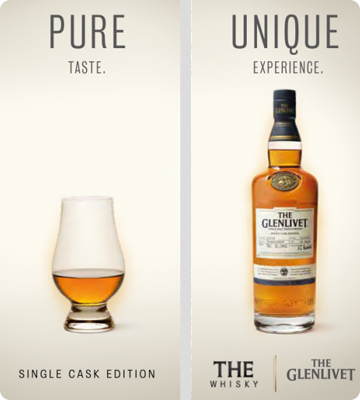 PURE
TASTE.
SINGLE CASK EDITION
UNIQUE
EXPERIENCE.
THE
GLENLIVET
THE
WHISKY
THE
GLENLIVET